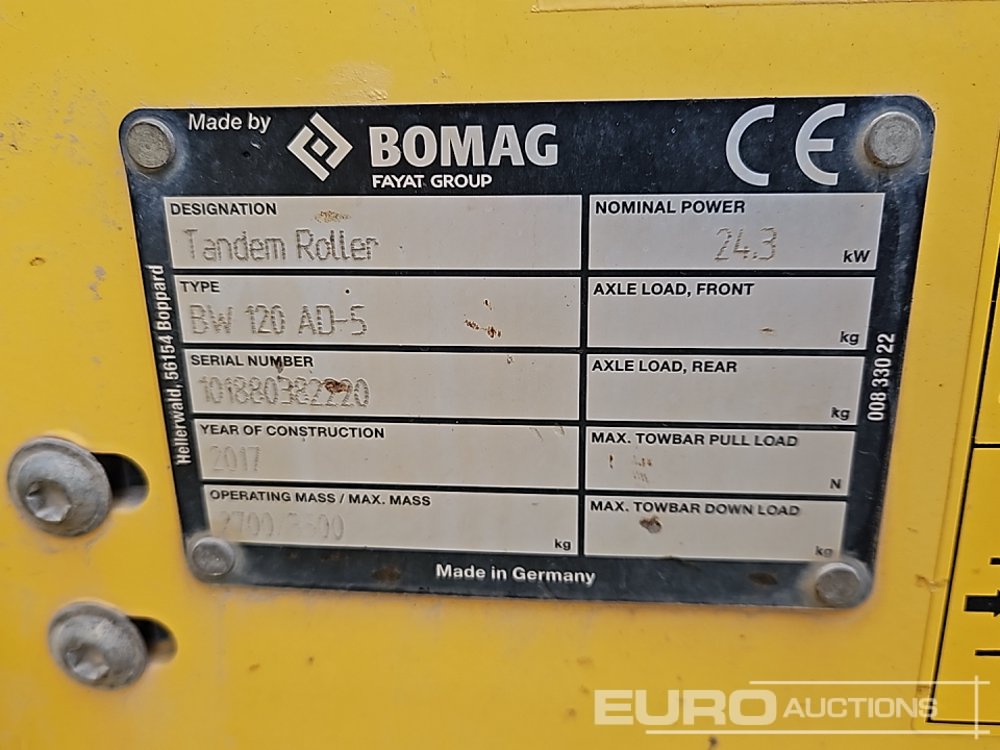 Made by
BOMAG
FAYAT GROUP
CE
DESIGNATION
Tandem Roller
NOMINAL POWER
24.3 kW
TYPE
BW 120 AD-5
AXLE LOAD, FRONT
kg
SERIAL NUMBER
101880382220
AXLE LOAD, REAR
kg
YEAR OF CONSTRUCTION
2017
MAX. TOWBAR PULL LOAD
N
OPERATING MASS / MAX. MASS
kg
MAX. TOWBAR DOWN LOAD
kg
Made in Germany
Hellerwald, 56154 Boppard
008 330 22
EURO AUCTIONS